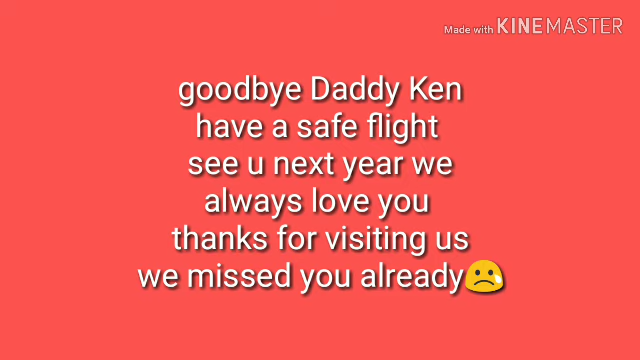 Made with KINEMASTER
goodbye Daddy Ken
have a safe flight
see u next year we
always love you
thanks for visiting us
we missed you already😢